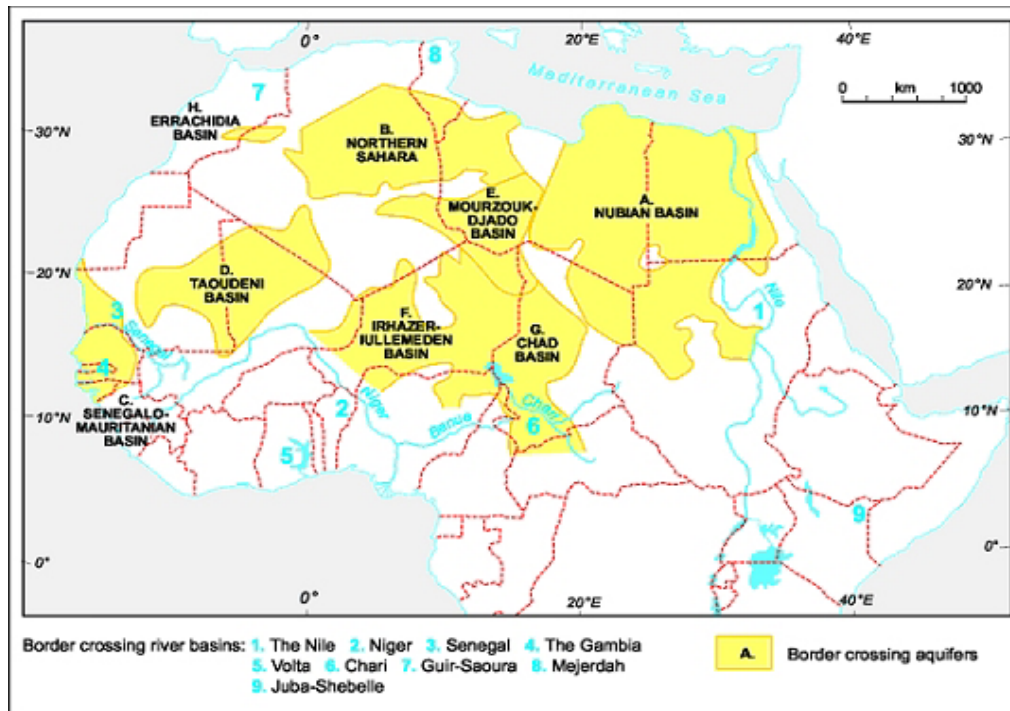 0°
20°E
40°E
8
Mediterranean Sea
0 km 1000
7
H.
ERRACHIDIA
BASIN
30°N
30°N
B.
NORTHERN
SAHARA
E.
MOURZOUK-
DJADO
BASIN
A.
NUBIAN BASIN
20°N
20°N
D.
TAOUDENI
BASIN
3
Senegal
F.
IRHAZER-
IULLEMEDEN
BASIN
G.
CHAD
BASIN
1
Nile
4
C.
SENEGALO-
MAURITANIAN
BASIN
10°N
10°N
2
Niger
Benue
Chari
6
5
9
0°
0°
0°
20°E
40°E
Border crossing river basins: 1. The Nile 2. Niger 3. Senegal 4. The Gambia
5. Volta 6. Chari 7. Guir-Saoura 8. Mejerdah
9. Juba-Shebelle
A. Border crossing aquifers